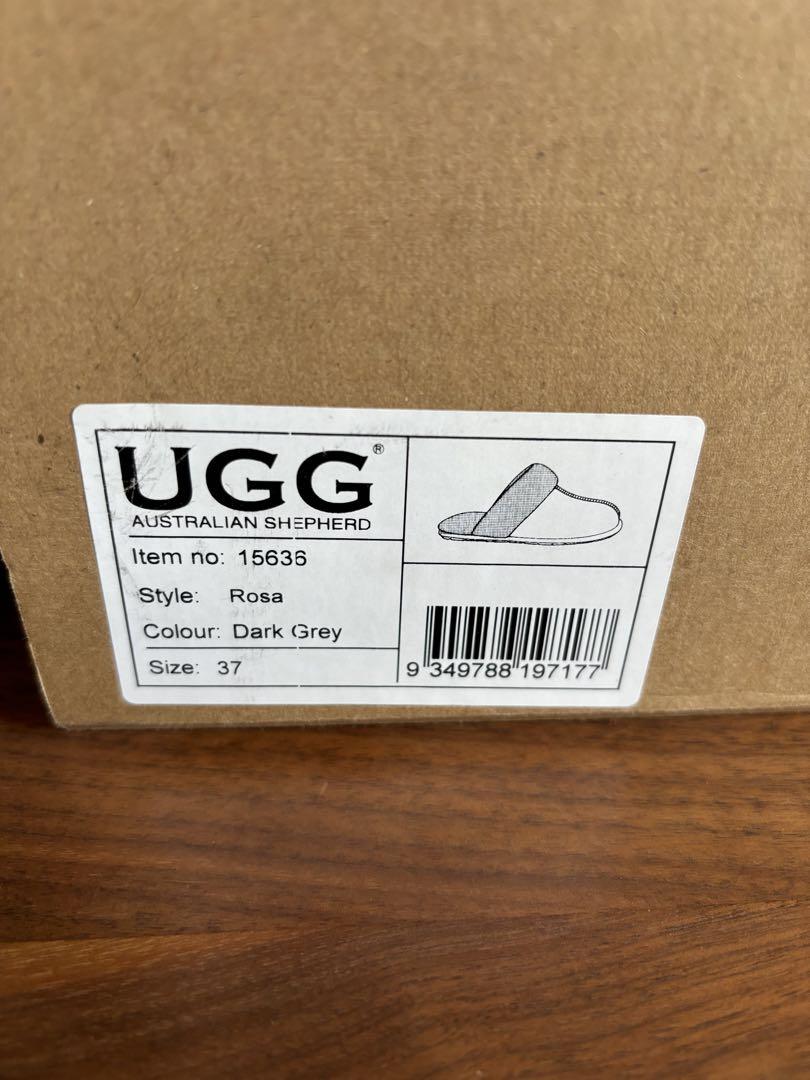 UGG®
AUSTRALIAN SHEPHERD
Item no: 15636
Style: Rosa
Colour: Dark Grey
Size: 37
9 349788 197177